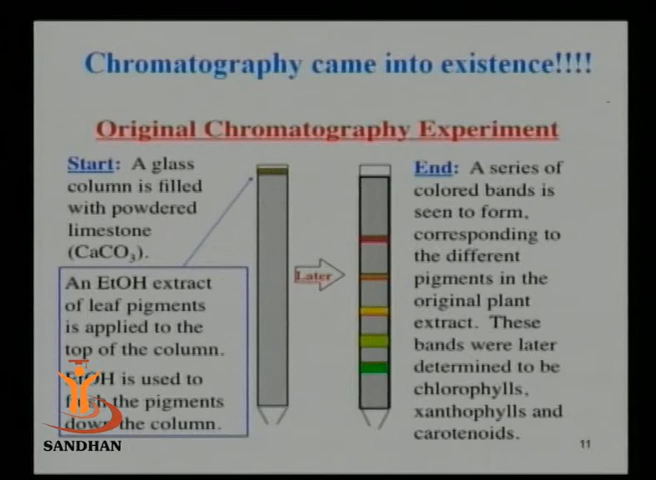 Chromatography came into existence!!!!
Original Chromatography Experiment
Start: A glass
column is filled
with powdered
limestone
(CaCO₃).
An EtOH extract
of leaf pigments
is applied to the
top of the column.
EtOH is used to
flush the pigments
down the column.
Later
End: A series of
colored bands is
seen to form,
corresponding to
the different
pigments in the
original plant
extract. These
bands were later
determined to be
chlorophylls,
xanthophylls and
carotenoids.
SANDHAN
11